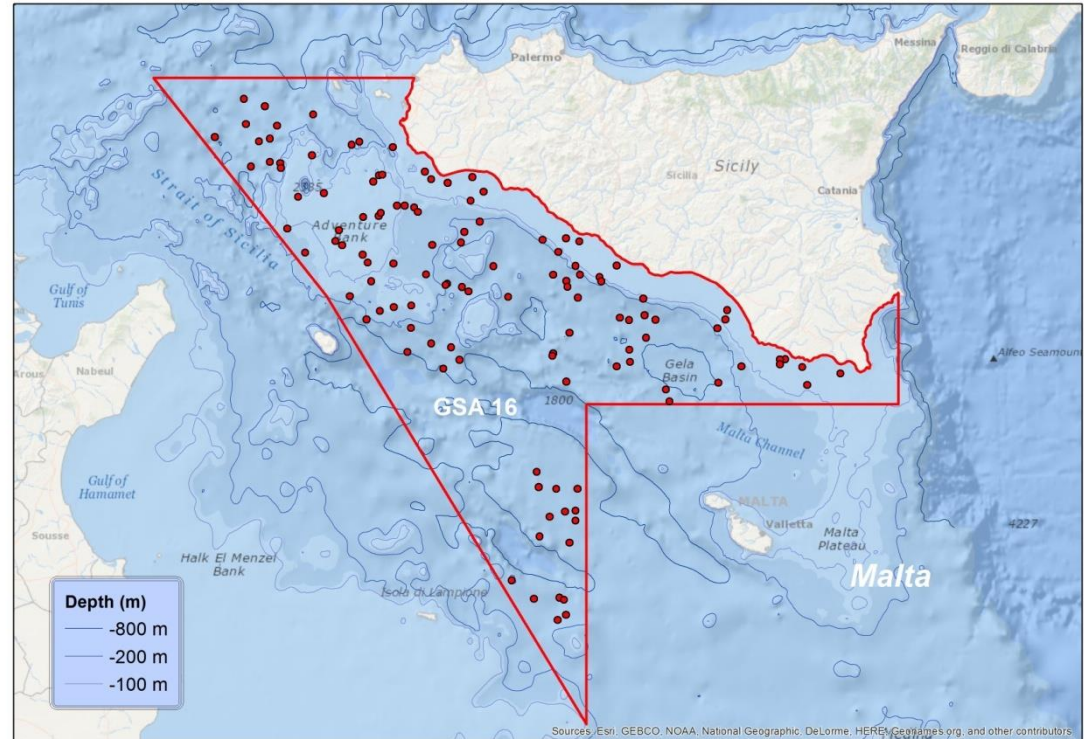 Messina
Reggio di Calabria
Palermo
Sicily
Sicilia
Catania
Strait of Sicilia
2385
Adventure
Bank
Gulf of
Tunis
Nabeul
Alfeo Seamount
Gela
Basin
1800
GSA 16
Malta Channel
Gulf of
Hamamet
MALTA
Valletta
Malta
Plateau
4227
Sousse
Halk El Menzel
Bank
Malta
Isola di Lampione
Depth (m)
-800 m
-200 m
-100 m
Sources: Esri, GEBCO, NOAA, National Geographic, DeLorme, HERE, Geonames.org, and other contributors